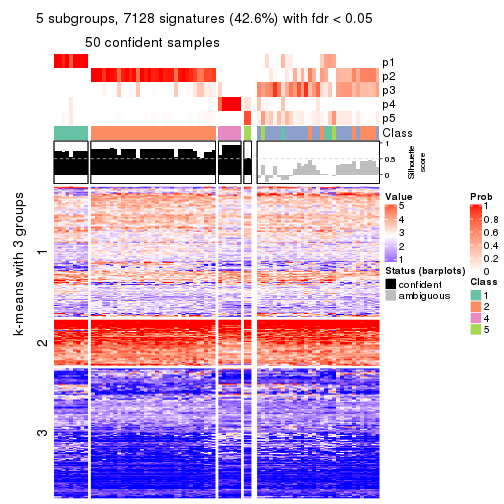 5 subgroups, 7128 signatures (42.6%) with fdr < 0.05
50 confident samples
p1
p2
p3
p4
p5
Class
1
0.5
0
Silhouette
score
k-means with 3 groups
1
2
3
Value
5
4
3
2
1
Status (barplots)
confident
ambiguous
Prob
1
0.8
0.6
0.4
0.2
0
Class
1
2
4
5